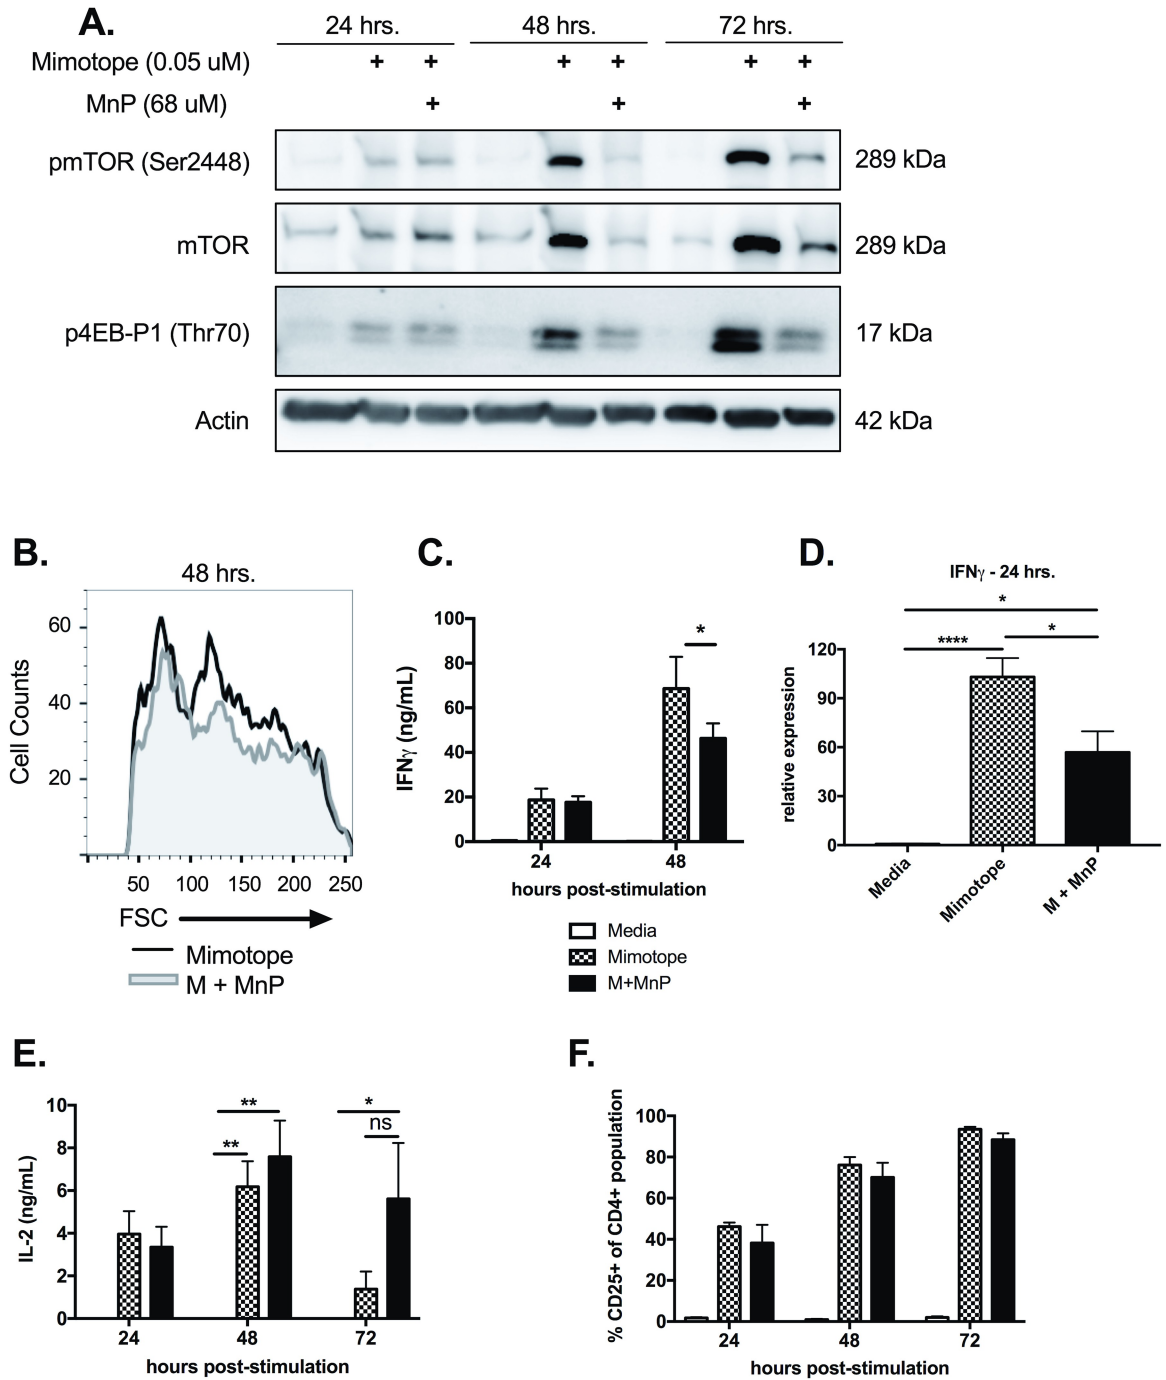 A.
24 hrs. 48 hrs. 72 hrs.
Mimotope (0.05 uM) + + + + + +
MnP (68 uM) + + +
pmTOR (Ser2448) 289 kDa
mTOR 289 kDa
p4EB-P1 (Thr70) 17 kDa
Actin 42 kDa
B.
48 hrs.
Cell Counts
60
40
20
50 100 150 200 250
FSC
Mimotope
M + MnP
C.
IFNγ (ng/mL)
100
80
60
40
20
0
*
24 48
hours post-stimulation
Media
Mimotope
M+MnP
D.
IFNγ - 24 hrs.
*
**** *
relative expression
120
90
60
30
0
Media
Mimotope
M + MnP
E.
IL-2 (ng/mL)
10
8
6
4
2
0
** *
ns
**
24 48 72
hours post-stimulation
F.
% CD25+ of CD4+ population
100
80
60
40
20
0
24 48 72
hours post-stimulation